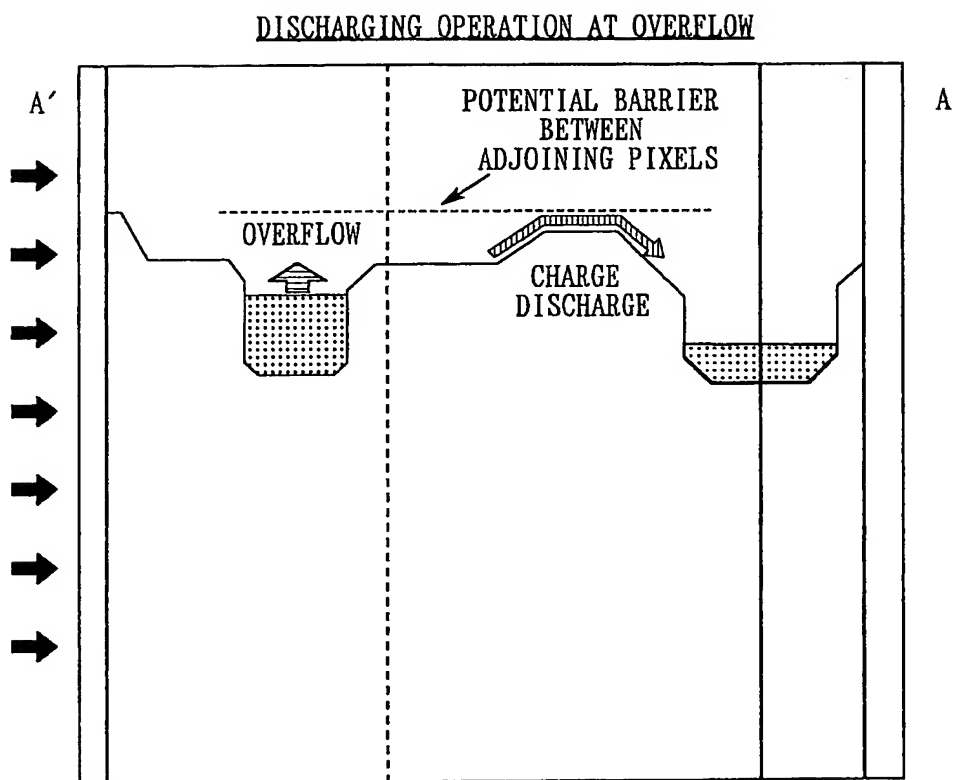 DISCHARGING OPERATION AT OVERFLOW
A′
A
POTENTIAL BARRIER
BETWEEN
ADJOINING PIXELS
OVERFLOW
CHARGE
DISCHARGE